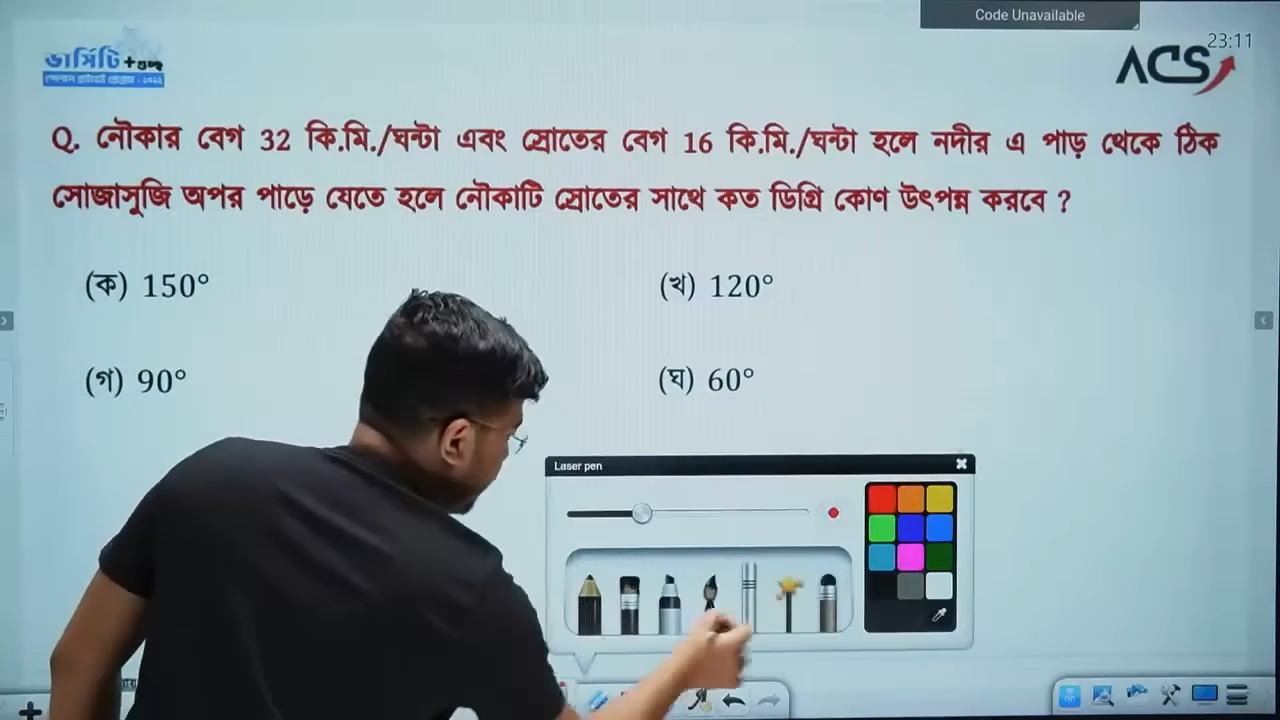 Code Unavailable
23:11
ভার্সিটি +গুচ্ছ
ACS
Q. নৌকার বেগ 32 কি.মি./ঘন্টা এবং স্রোতের বেগ 16 কি.মি./ঘন্টা হলে নদীর এ পাড় থেকে ঠিক
সোজাসুজি অপর পাড়ে যেতে হলে নৌকাটি স্রোতের সাথে কত ডিগ্রি কোণ উৎপন্ন করবে ?
(ক) 150° (খ) 120°
(গ) 90° (ঘ) 60°
Laser pen